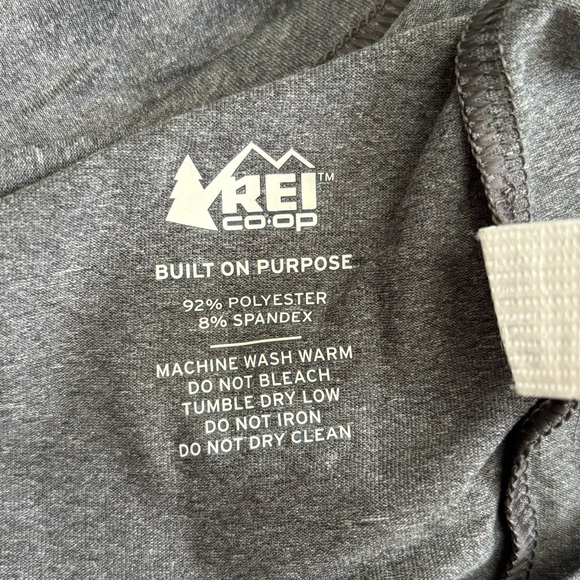 REI™
CO·OP
BUILT ON PURPOSE
92% POLYESTER
8% SPANDEX
MACHINE WASH WARM
DO NOT BLEACH
TUMBLE DRY LOW
DO NOT IRON
DO NOT DRY CLEAN